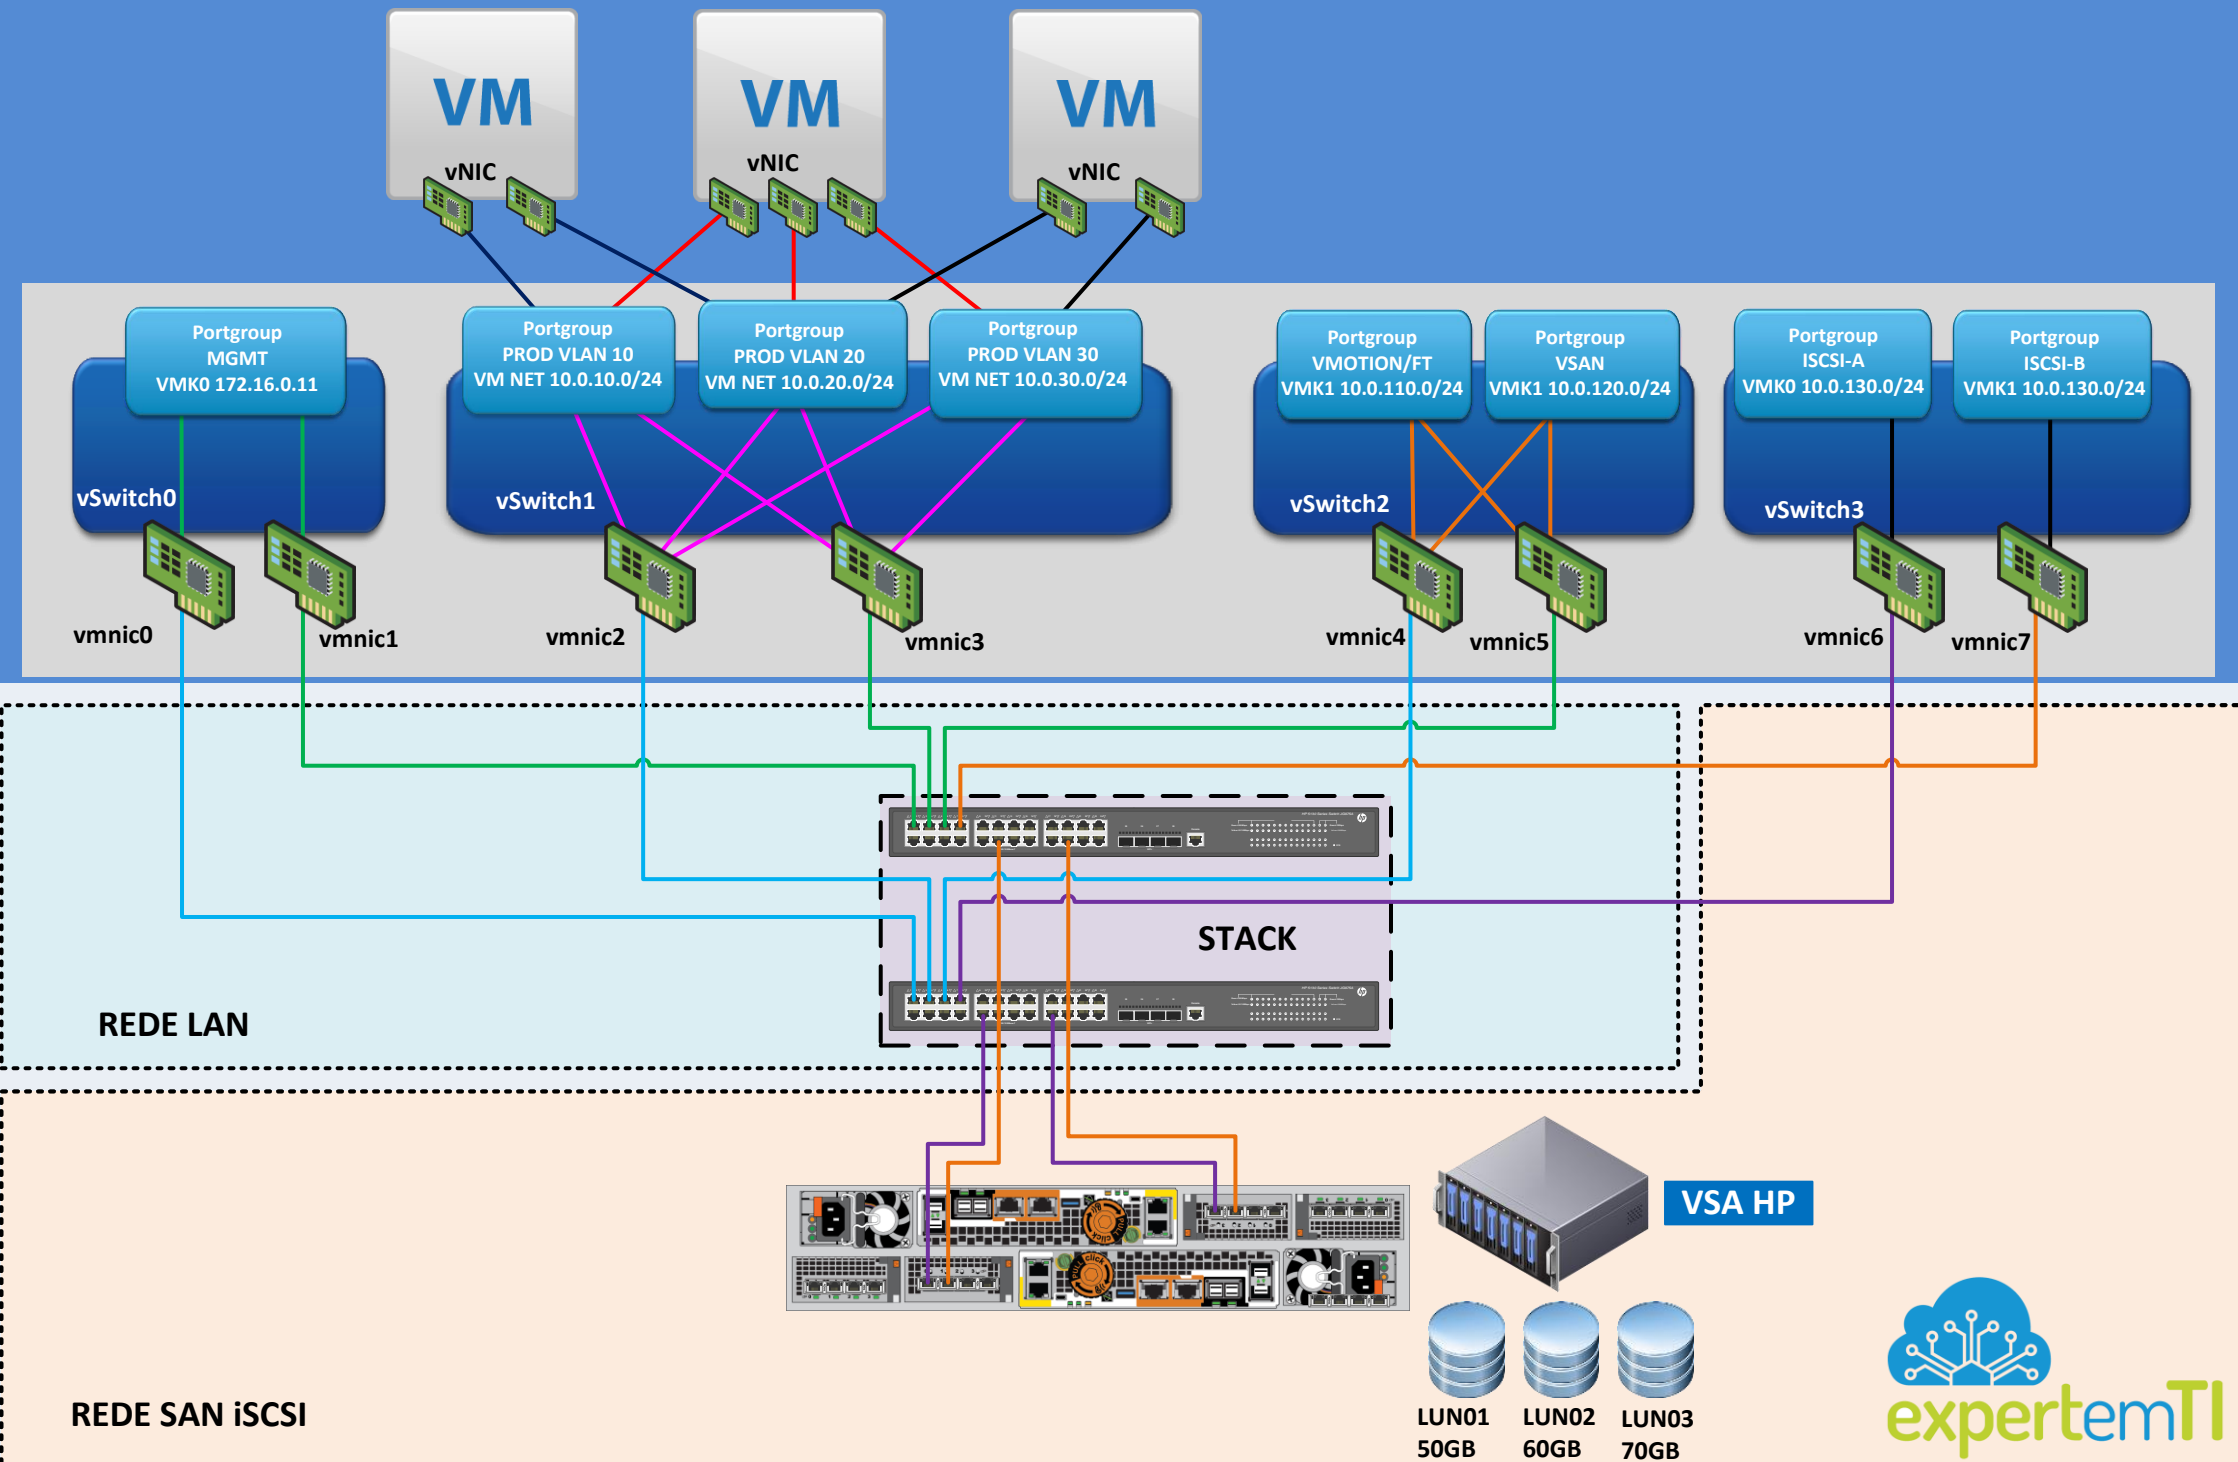 VM
vNIC
VM
vNIC
VM
vNIC
Portgroup
MGMT
VMK0 172.16.0.11
Portgroup
PROD VLAN 10
VM NET 10.0.10.0/24
Portgroup
PROD VLAN 20
VM NET 10.0.20.0/24
Portgroup
PROD VLAN 30
VM NET 10.0.30.0/24
Portgroup
VMOTION/FT
VMK1 10.0.110.0/24
Portgroup
VSAN
VMK1 10.0.120.0/24
Portgroup
ISCSI-A
VMK0 10.0.130.0/24
Portgroup
ISCSI-B
VMK1 10.0.130.0/24
vSwitch0
vSwitch1
vSwitch2
vSwitch3
vmnic0
vmnic1
vmnic2
vmnic3
vmnic4
vmnic5
vmnic6
vmnic7
STACK
REDE LAN
VSA HP
REDE SAN iSCSI
LUN01
50GB
LUN02
60GB
LUN03
70GB
expertemTI